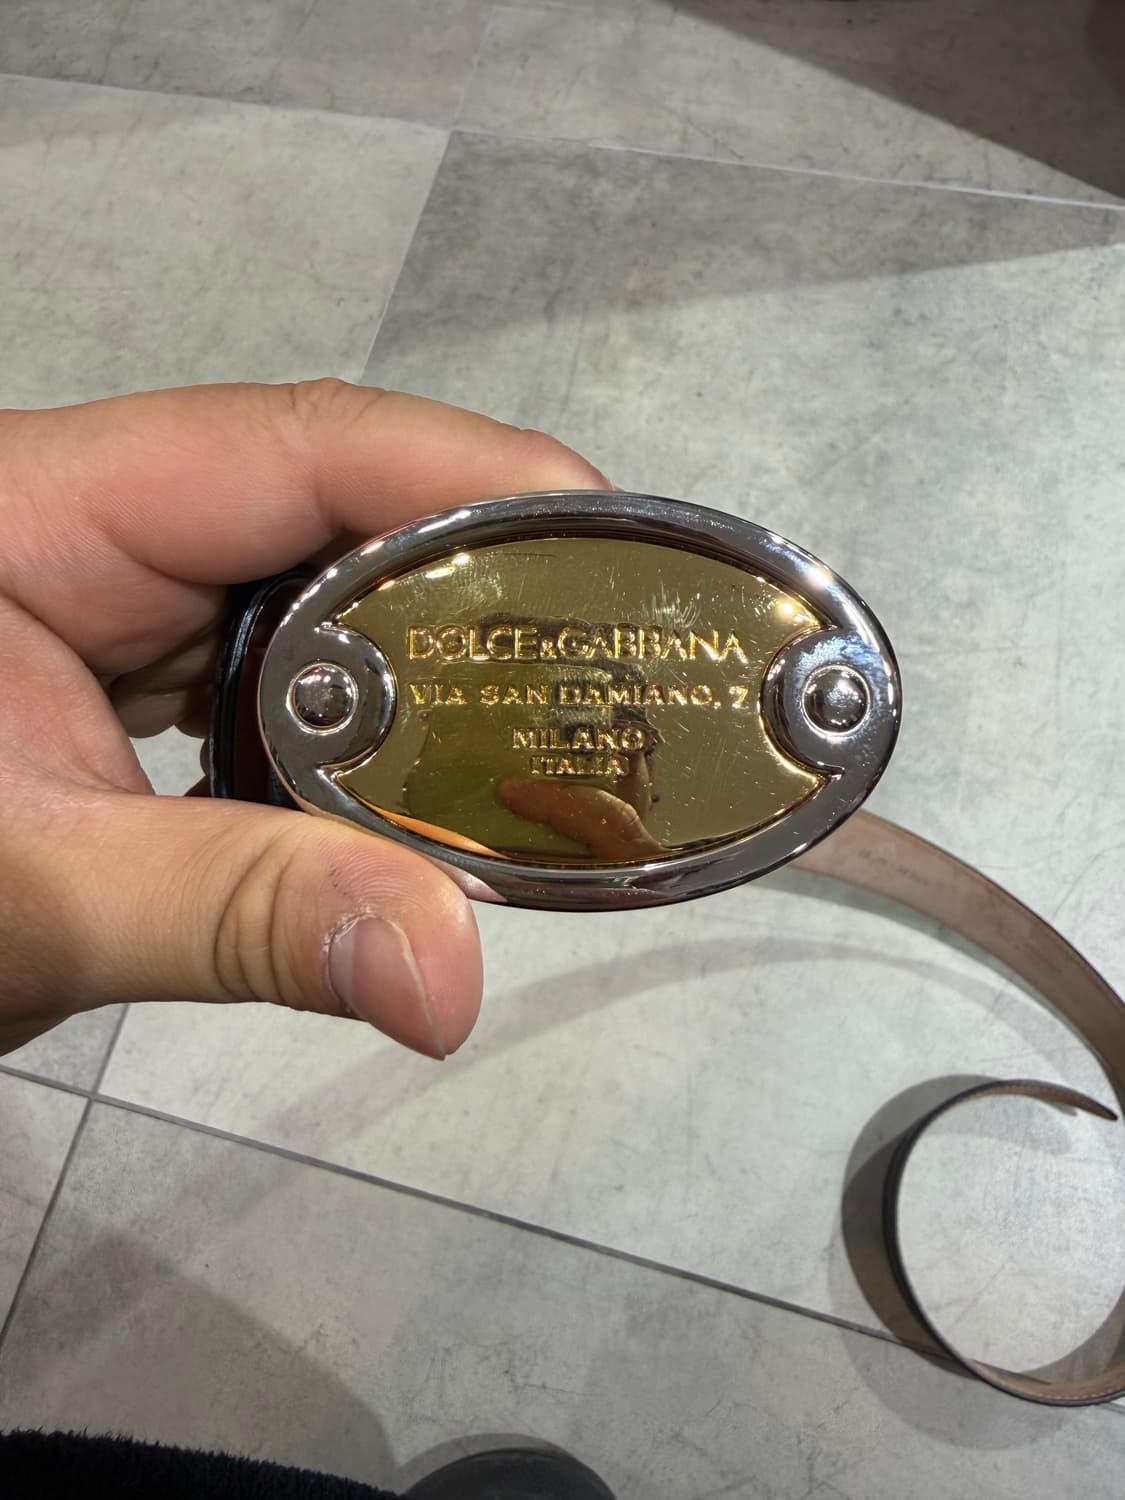 DOLCE&GABBANA
VIA SAN DAMIANO, 7
MILANO
ITALIA